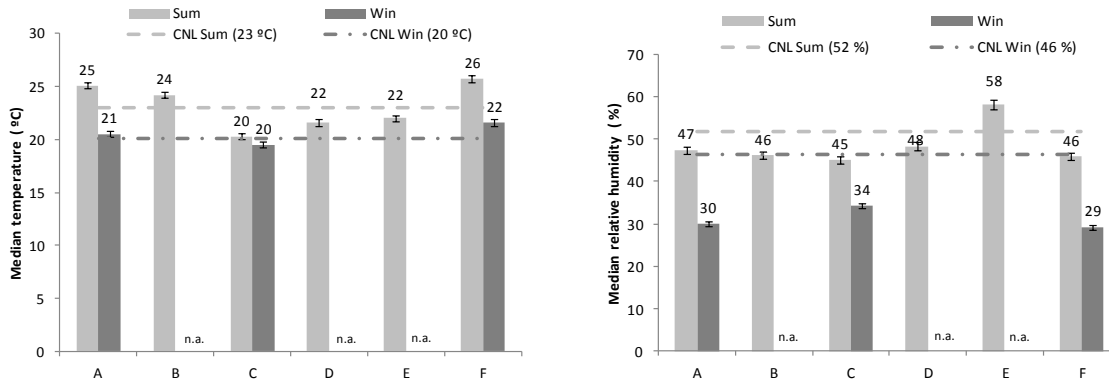 Sum Win
CNL Sum (23 ºC) CNL Win (20 ºC)
Median temperature (ºC)
30
25
20
15
10
5
0
25
21
24
20
20
22
22
26
22
n.a.
n.a.
n.a.
A B C D E F
Sum Win
CNL Sum (52 %) CNL Win (46 %)
Median relative humidity (%)
70
60
50
40
30
20
10
0
47
30
46
45
34
48
58
46
29
n.a.
n.a.
n.a.
A B C D E F